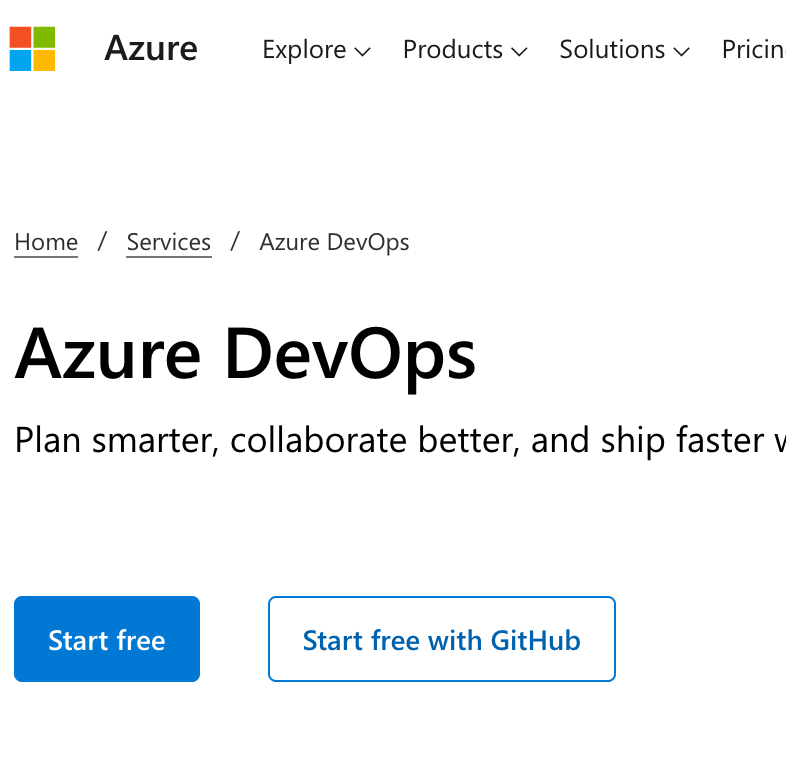 Azure Explore Products Solutions
Home / Services / Azure DevOps
Azure DevOps
Plan smarter, collaborate better, and ship faster
Start free Start free with GitHub